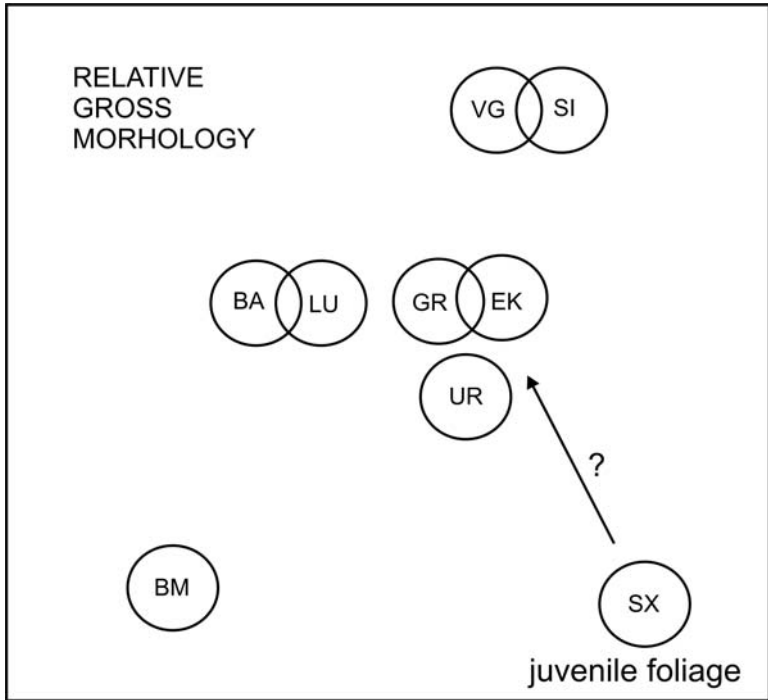 RELATIVE
GROSS
MORHOLOGY
VG SI
BA LU GR EK
UR
?
BM
SX
juvenile foliage